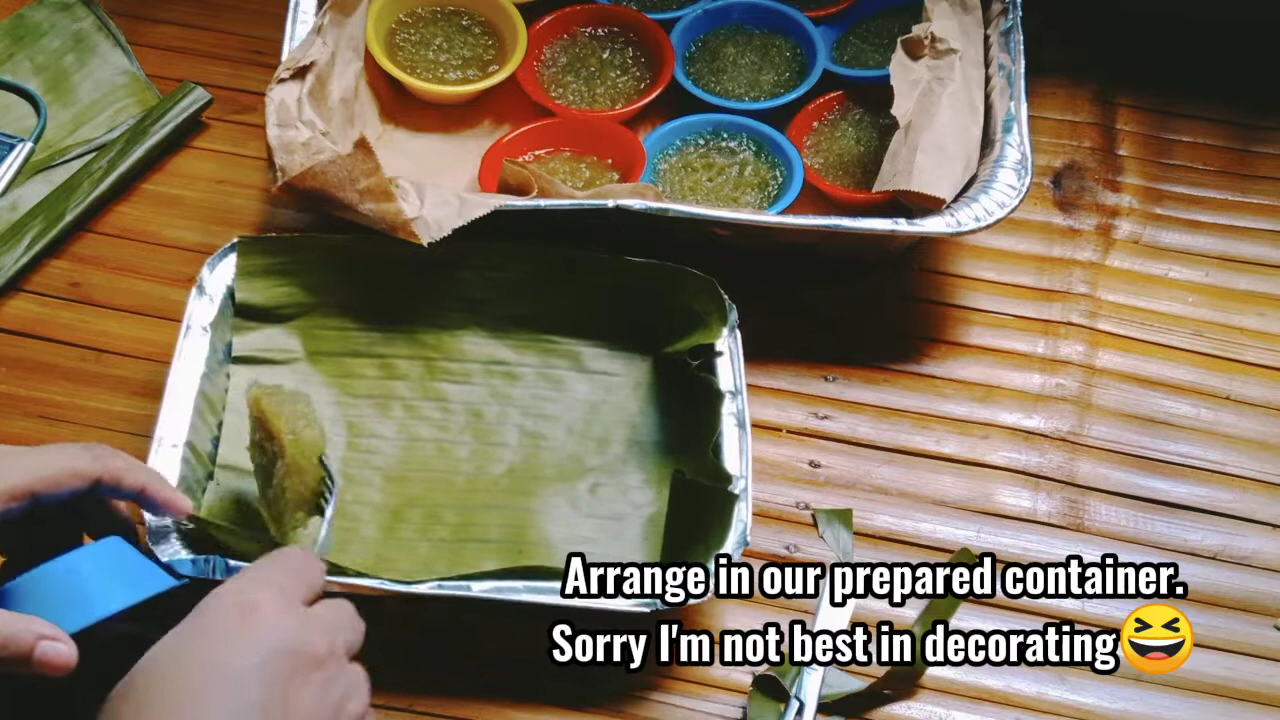 Arrange in our prepared container.
Sorry I'm not best in decorating😆